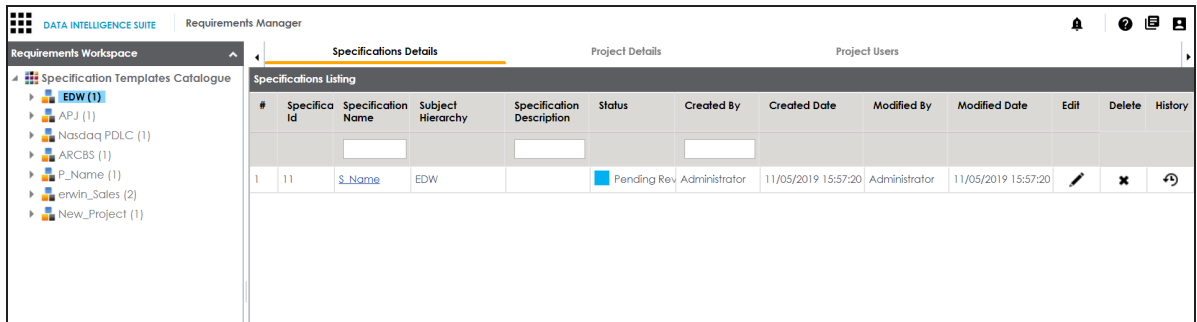 DATA INTELLIGENCE SUITE Requirements Manager
Requirements Workspace
Specifications Details Project Details Project Users
Specification Templates Catalogue
EDW (1)
APJ (1)
Nasdaq PDLC (1)
ARCBS (1)
P_Name (1)
erwin_Sales (2)
New_Project (1)
Specifications Listing
# Specifica Id Specification Name Subject Hierarchy Specification Description Status Created By Created Date Modified By Modified Date Edit Delete History
1 11 S_Name EDW Pending Rev Administrator 11/05/2019 15:57:20 Administrator 11/05/2019 15:57:20